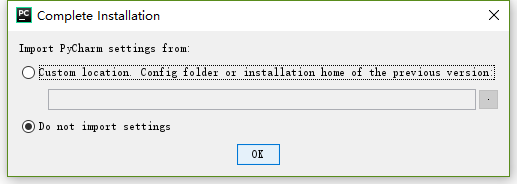 PC Complete Installation
Import PyCharm settings from:
Custom location. Config folder or installation home of the previous version:
.
Do not import settings
OK